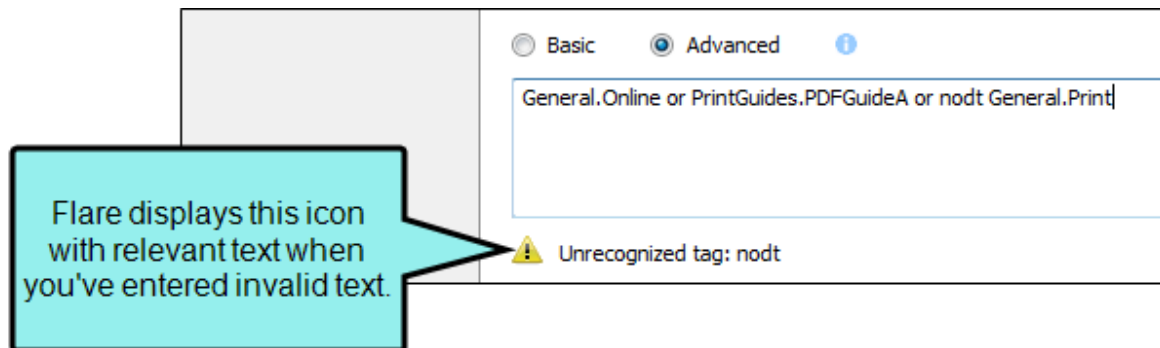 Basic Advanced
General.Online or PrintGuides.PDFGuideA or nodt General.Print
Flare displays this icon
with relevant text when
you've entered invalid text.
Unrecognized tag: nodt